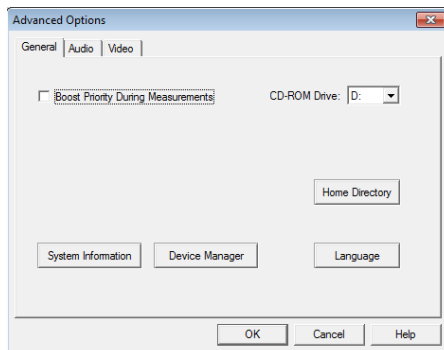 Advanced Options
General Audio Video
Boost Priority During Measurements CD-ROM Drive: D:
Home Directory
System Information Device Manager Language
OK Cancel Help